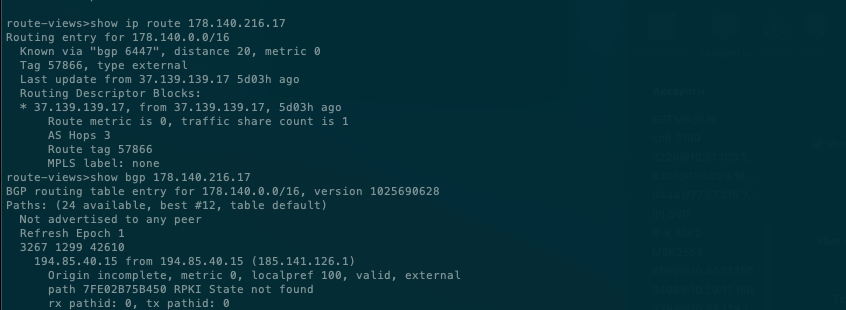 route-views>show ip route 178.140.216.17
Routing entry for 178.140.0.0/16
  Known via "bgp 6447", distance 20, metric 0
  Tag 57866, type external
  Last update from 37.139.139.17 5d03h ago
  Routing Descriptor Blocks:
  * 37.139.139.17, from 37.139.139.17, 5d03h ago
      Route metric is 0, traffic share count is 1
      AS Hops 3
      Route tag 57866
      MPLS label: none
route-views>show bgp 178.140.216.17
BGP routing table entry for 178.140.0.0/16, version 1025690628
Paths: (24 available, best #12, table default)
  Not advertised to any peer
  Refresh Epoch 1
  3267 1299 42610
    194.85.40.15 from 194.85.40.15 (185.141.126.1)
      Origin incomplete, metric 0, localpref 100, valid, external
      path 7FE02B75B450 RPKI State not found
      rx pathid: 0, tx pathid: 0